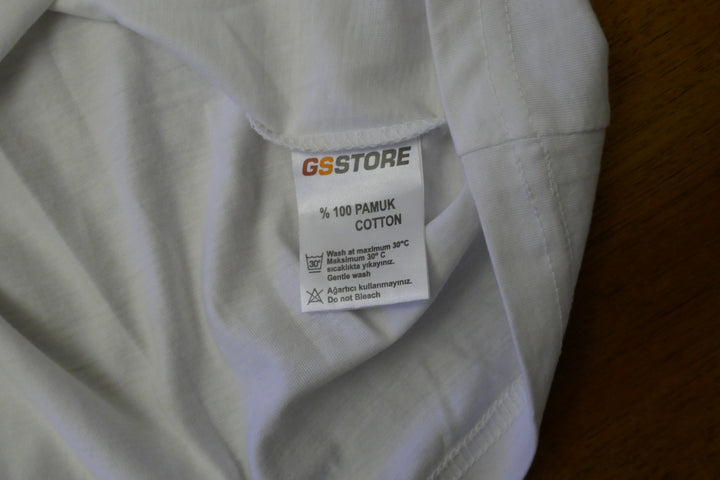 GSSTORE
% 100 PAMUK
COTTON
Wash at maximum 30°C
Maksimum 30° C
sıcaklıkta yıkayınız.
Gentle wash
30°
Ağartıcı kullanmayınız.
Do not Bleach